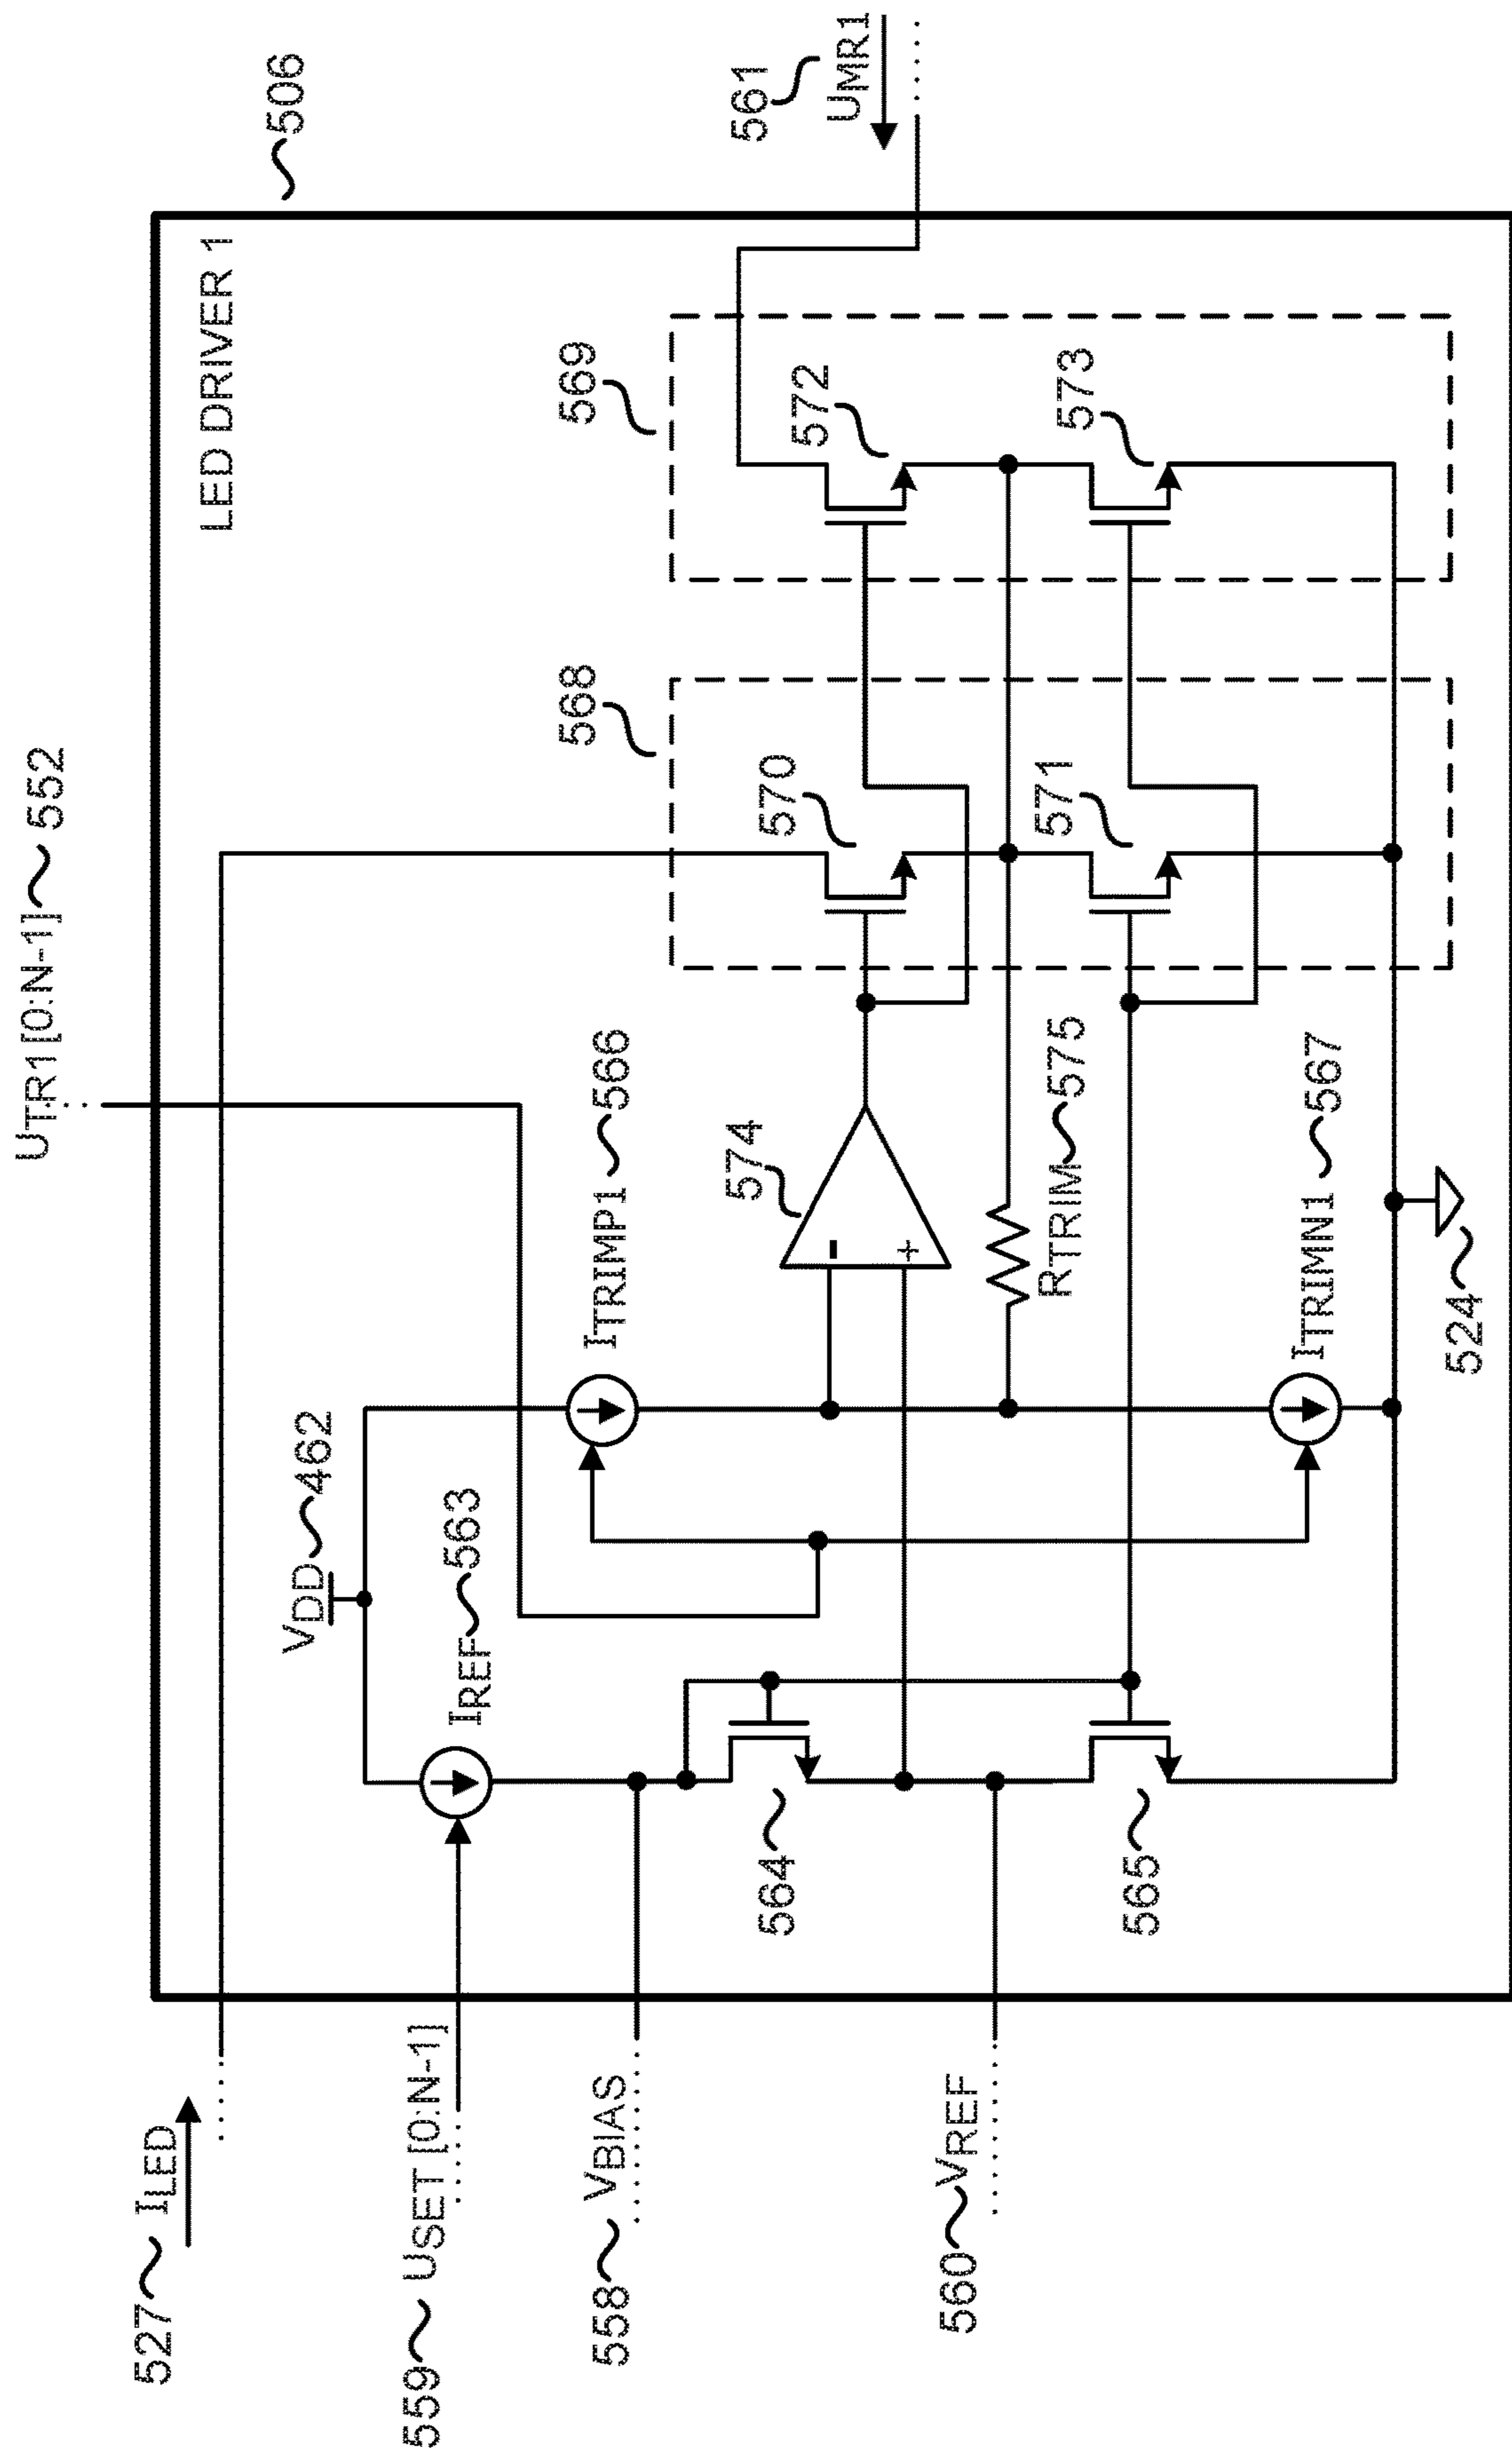 UTR1[0:N-1] 552
506
LED DRIVER 1
527 ILED
559 USET [0:N-1]
558 VBIAS
560 VREF
VDD 462
IREF 563
ITRIMP1 566
568
569
561
UMR1
574
570
572
564
565
RTRIM 575
571
573
ITRIMN1 567
524